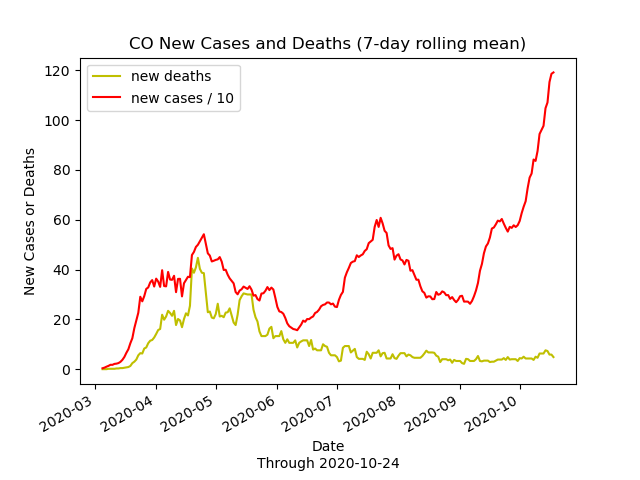 CO New Cases and Deaths (7-day rolling mean)
new deaths
new cases / 10
120
100
80
60
40
20
0
New Cases or Deaths
2020-03
2020-04
2020-05
2020-06
2020-07
2020-08
2020-09
2020-10
Date
Through 2020-10-24